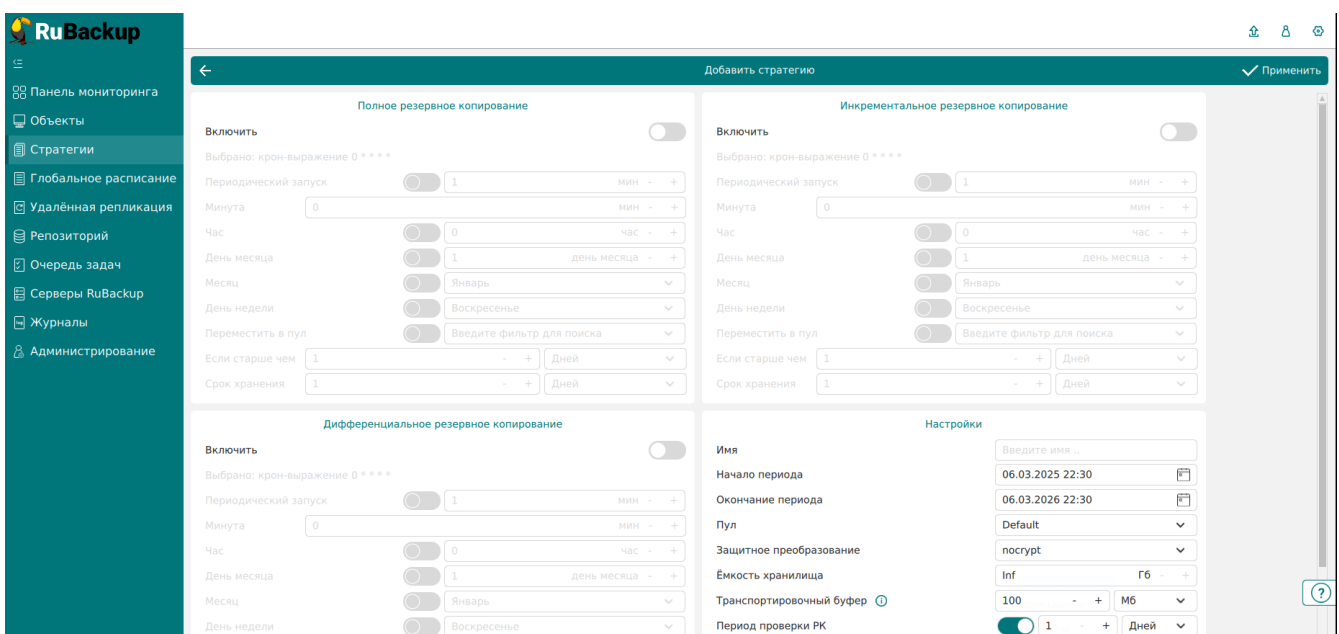 RuBackup
Добавить стратегию
Применить
Панель мониторинга
Объекты
Стратегии
Глобальное расписание
Удалённая репликация
Репозиторий
Очередь задач
Серверы RuBackup
Журналы
Администрирование
Полное резервное копирование
Включить
Выбрано: крон-выражение 0 * * * *
Периодический запуск 1 мин - +
Минута 0 мин - +
Час 0 час - +
День месяца 1 день месяца - +
Месяц Январь
День недели Воскресенье
Переместить в пул Введите фильтр для поиска
Если старше чем 1 - + Дней
Срок хранения 1 - + Дней
Инкрементальное резервное копирование
Включить
Выбрано: крон-выражение 0 * * * *
Периодический запуск 1 мин - +
Минута 0 мин - +
Час 0 час - +
День месяца 1 день месяца - +
Месяц Январь
День недели Воскресенье
Переместить в пул Введите фильтр для поиска
Если старше чем 1 - + Дней
Срок хранения 1 - + Дней
Дифференциальное резервное копирование
Включить
Выбрано: крон-выражение 0 * * * *
Периодический запуск 1 мин - +
Минута 0 мин - +
Час 0 час - +
День месяца 1 день месяца - +
Месяц Январь
День недели Воскресенье
Настройки
Имя Введите имя ..
Начало периода 06.03.2025 22:30
Окончание периода 06.03.2026 22:30
Пул Default
Защитное преобразование nocrypt
Ёмкость хранилища Inf Гб - +
Транспортировочный буфер 100 - + Мб
Период проверки РК 1 - + Дней
?